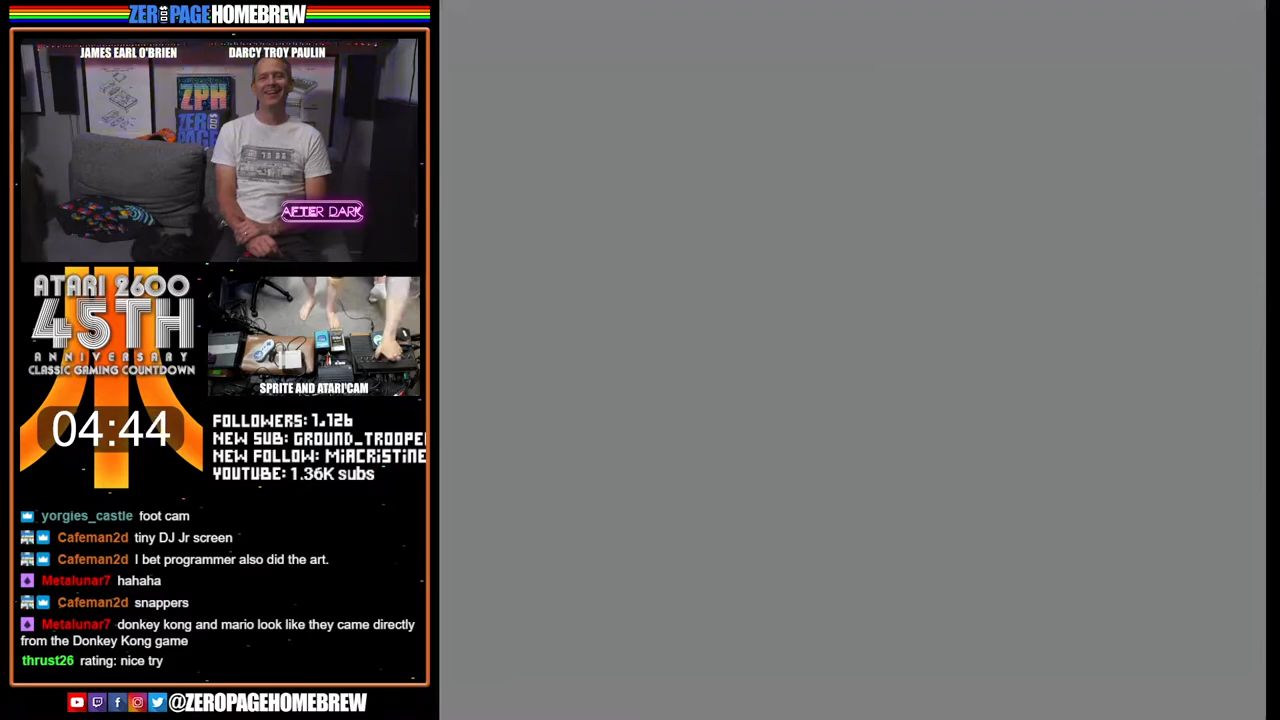 ZEROPAGEHOMEBREW
JAMES EARL O'BRIEN
DARCY TROY PAULIN
ZPH
ZERO
PAGE
AFTER DARK
ATARI 2600
45TH
ANNIVERSARY
CLASSIC GAMING COUNTDOWN
04:44
SPRITE AND ATARI CAM
FOLLOWERS: 1,126
NEW SUB: GROUND_TROOPE
NEW FOLLOW: MIACRISTINE
YOUTUBE: 1.36K subs
yorgies_castle foot cam
Cafeman2d tiny DJ Jr screen
Cafeman2d I bet programmer also did the art.
Metalunar7 hahaha
Cafeman2d snappers
Metalunar7 donkey kong and mario look like they came directly
from the Donkey Kong game
thrust26 rating: nice try
@ZEROPAGEHOMEBREW